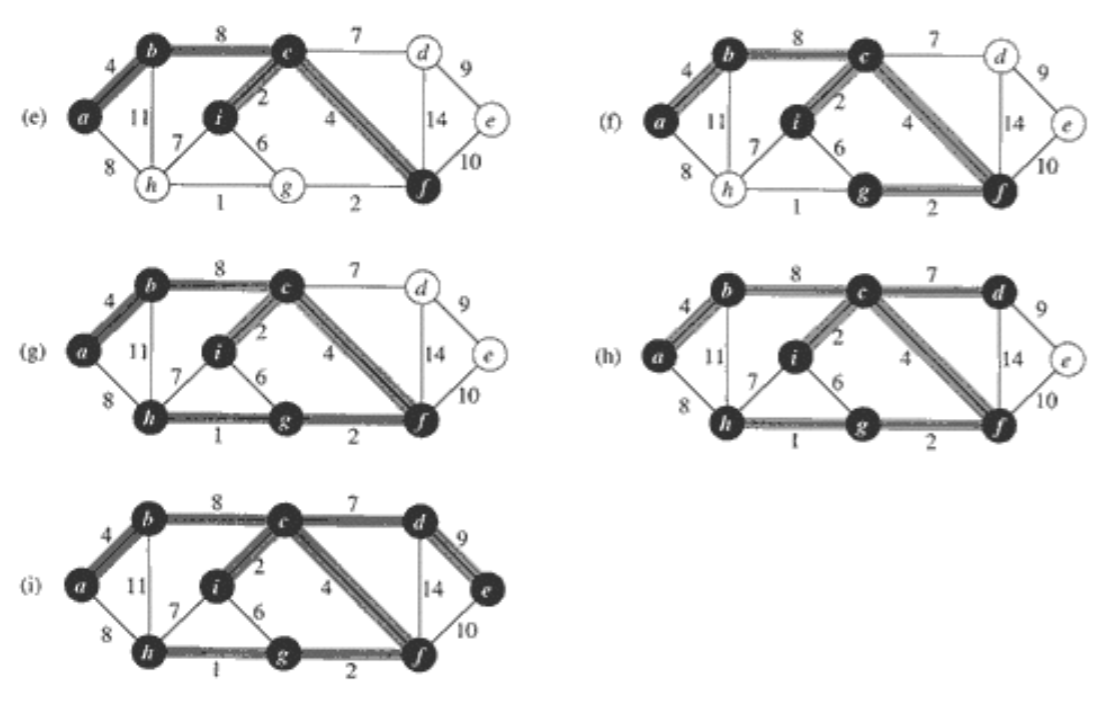 8 7
b c d
4 9
(e) a 11 i 2 4 14 e
8 7 6 10
h g f
1 2
8 7
b c d
4 9
(f) a 11 i 2 4 14 e
8 7 6 10
h g f
1 2
8 7
b c d
4 9
(g) a 11 i 2 4 14 e
8 7 6 10
h g f
1 2
8 7
b c d
4 9
(h) a 11 i 2 4 14 e
8 7 6 10
h g f
1 2
8 7
b c d
4 9
(i) a 11 i 2 4 14 e
8 7 6 10
h g f
1 2